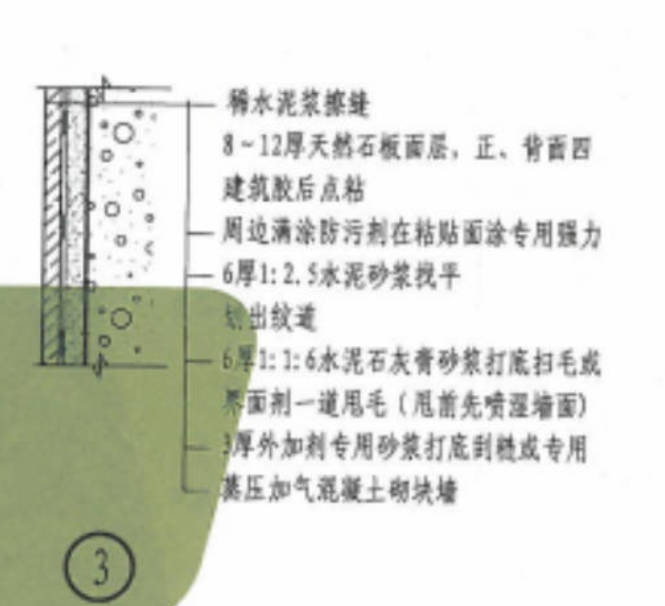 稀水泥浆擦缝
8~12厚天然石板面层，正、背面四
建筑胶后点粘
周边满涂防污剂在粘贴面涂专用强力
6厚1:2.5水泥砂浆找平
划出纹道
6厚1:1:6水泥石灰膏砂浆打底扫毛或
界面剂一道甩毛（甩前先喷湿墙面）
3厚外加剂专用砂浆打底刮糙或专用
蒸压加气混凝土砌块墙
3